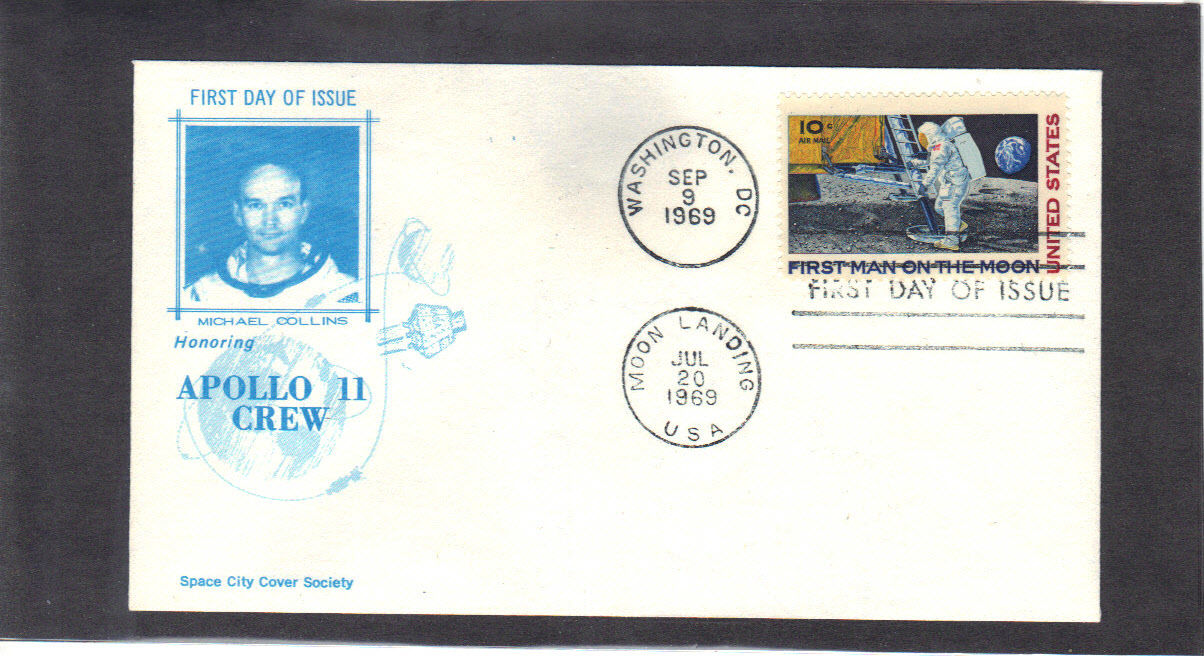 FIRST DAY OF ISSUE
MICHAEL COLLINS
Honoring
APOLLO 11
CREW
Space City Cover Society
WASHINGTON, DC
SEP
9
1969
MOON LANDING
JUL
20
1969
USA
10c
AIR MAIL
UNITED STATES
FIRST MAN ON THE MOON
FIRST DAY OF ISSUE